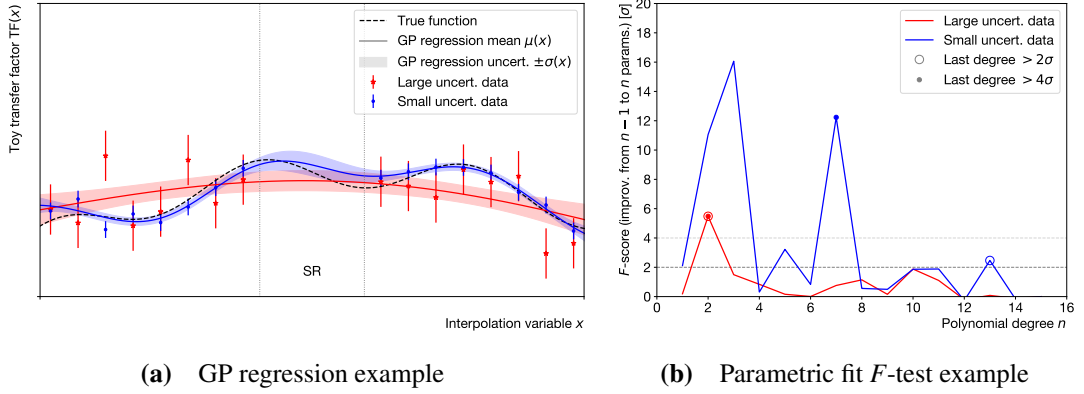 Toy transfer factor TF(x)
True function
GP regression mean μ(x)
GP regression uncert. ±σ(x)
Large uncert. data
Small uncert. data
SR
Interpolation variable x
(a) GP regression example
F-score (improv. from n − 1 to n params.) [σ]
20
18
16
14
12
10
8
6
4
2
0
Large uncert. data
Small uncert. data
Last degree > 2σ
Last degree > 4σ
0 2 4 6 8 10 12 14 16
Polynomial degree n
(b) Parametric fit F-test example